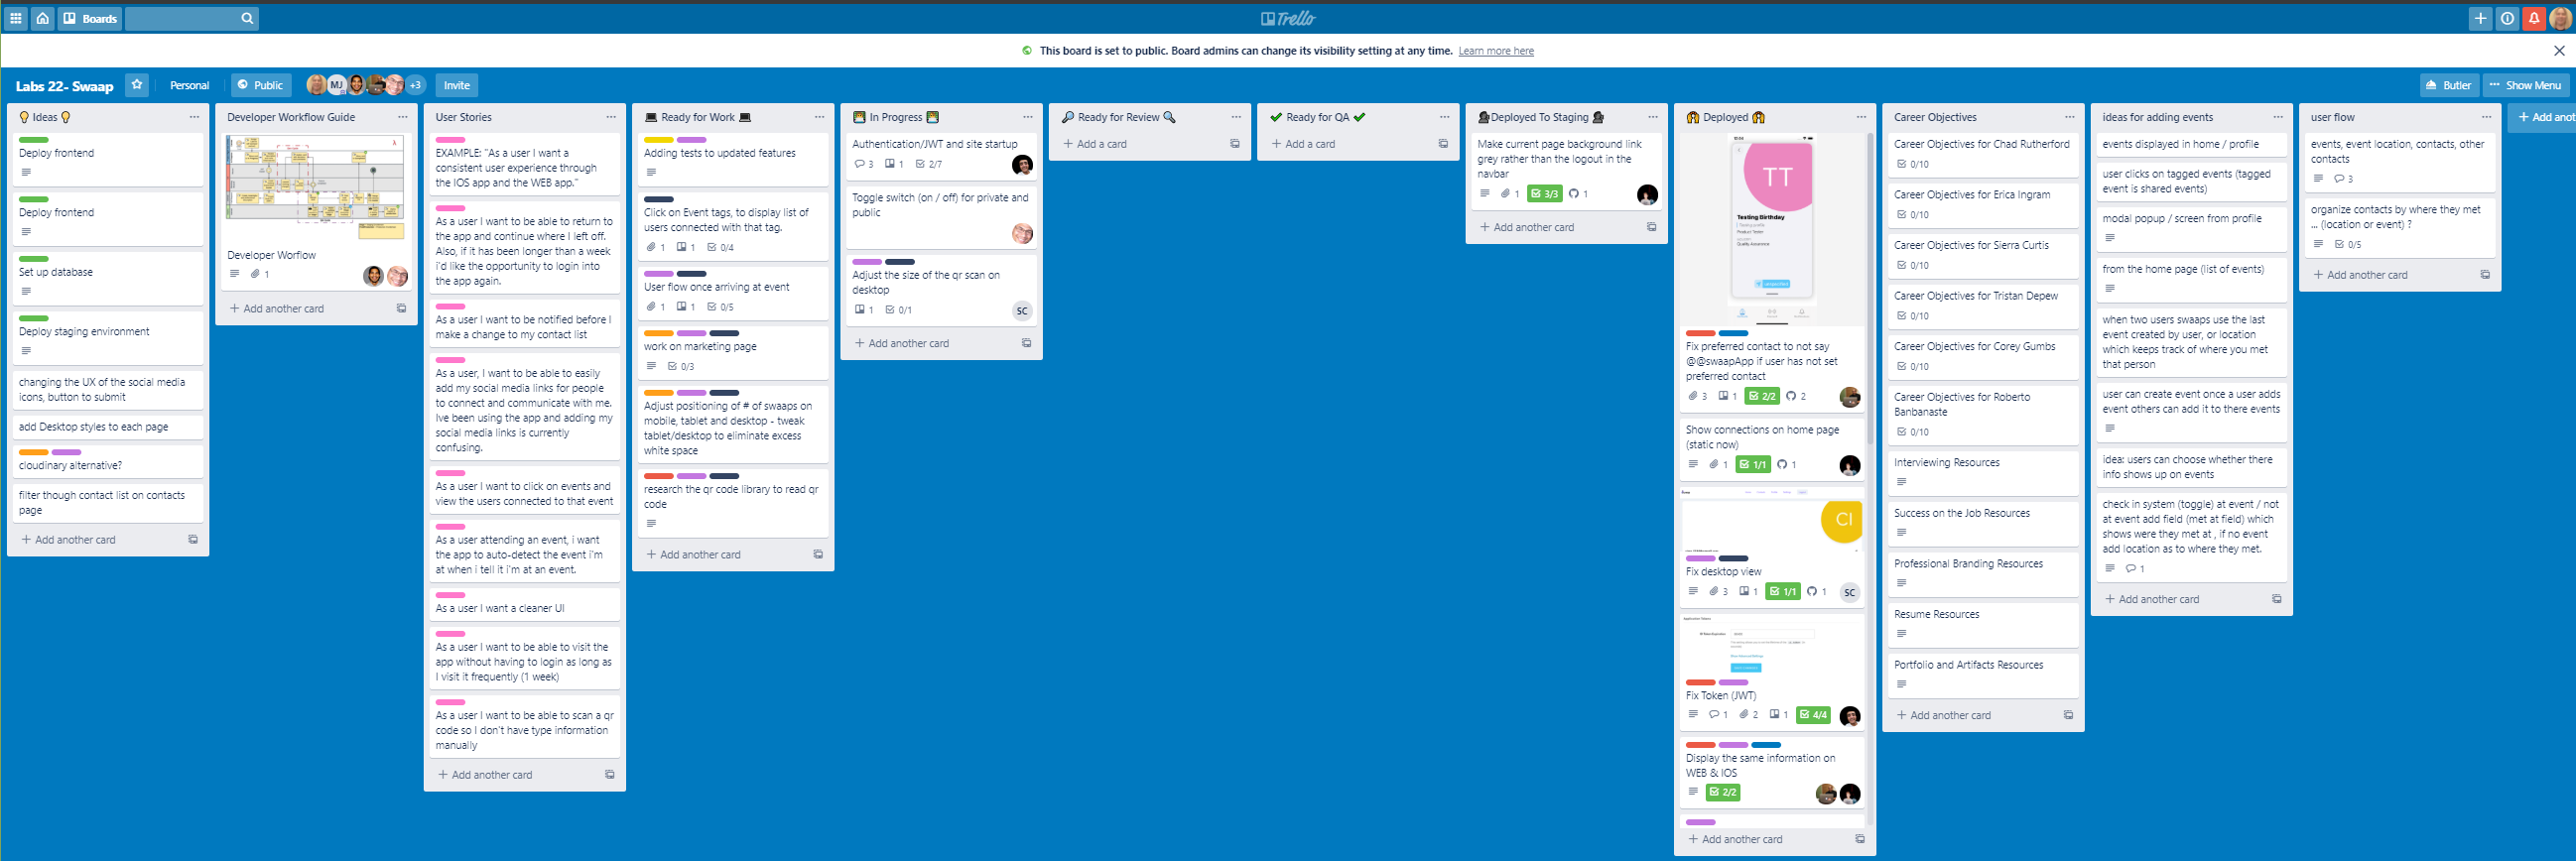 Boards
Trello
This board is set to public. Board admins can change its visibility setting at any time. Learn more here
Labs 22- Swaap
Personal
Public
MJ
+3
Invite
Butler
Show Menu
Ideas
Deploy frontend
Deploy frontend
Set up database
Deploy staging environment
changing the UX of the social media
icons, button to submit
add Desktop styles to each page
cloudinary alternative?
filter though contact list on contacts
page
Add another card
Developer Workflow Guide
Developer Worflow
1
Add another card
User Stories
EXAMPLE: "As a user I want a
consistent user experience through
the IOS app and the WEB app."
As a user I want to be able to return to
the app and continue where I left off.
Also, if it has been longer than a week
i'd like the opportunity to login into
the app again.
As a user I want to be notified before I
make a change to my contact list
As a user, I want to be able to easily
add my social media links for people
to connect and communicate with me.
Ive been using the app and adding my
social media links is currently
confusing.
As a user I want to click on events and
view the users connected to that event
As a user attending an event, i want
the app to auto-detect the event i'm
at when i tell it i'm at an event.
As a user I want a cleaner UI
As a user I want to be able to visit the
app without having to login as long as
I visit it frequently (1 week)
As a user I want to be able to scan a qr
code so I don't have type information
manually
Add another card
Ready for Work
Adding tests to updated features
Click on Event tags, to display list of
users connected with that tag.
1 1 0/4
User flow once arriving at event
1 1 0/5
work on marketing page
0/3
Adjust positioning of # of swaaps on
mobile, tablet and desktop - tweak
tablet/desktop to eliminate excess
white space
research the qr code library to read qr
code
Add another card
In Progress
Authentication/JWT and site startup
3 1 2/7
Toggle switch (on / off) for private and
public
Adjust the size of the qr scan on
desktop
1 0/1 SC
Add another card
Ready for Review
Add a card
Ready for QA
Add a card
Deployed To Staging
Make current page background link
grey rather than the logout in the
navbar
1 3/3 1
Add another card
Deployed
TT
Testing Birthday
Fix preferred contact to not say
@@swaapApp if user has not set
preferred contact
3 1 2/2 2
Show connections on home page
(static now)
1 1/1 1
CI
Fix desktop view
3 1 1/1 1 SC
Fix Token (JWT)
1 2 1 4/4
Display the same information on
WEB & IOS
2/2
Add another card
Career Objectives
Career Objectives for Chad Rutherford
0/10
Career Objectives for Erica Ingram
0/10
Career Objectives for Sierra Curtis
0/10
Career Objectives for Tristan Depew
0/10
Career Objectives for Corey Gumbs
0/10
Career Objectives for Roberto
Banbanaste
0/10
Interviewing Resources
Success on the Job Resources
Professional Branding Resources
Resume Resources
Portfolio and Artifacts Resources
Add another card
ideas for adding events
events displayed in home / profile
user clicks on tagged events (tagged
event is shared events)
modal popup / screen from profile
from the home page (list of events)
when two users swaaps use the last
event created by user, or location
which keeps track of where you met
that person
user can create event once a user adds
event others can add it to there events
idea: users can choose whether there
info shows up on events
check in system (toggle) at event / not
at event add field (met at field) which
shows were they met at , if no event
add location as to where they met.
1
Add another card
user flow
events, event location, contacts, other
contacts
3
organize contacts by where they met
... (location or event) ?
0/5
Add another card
Add anot